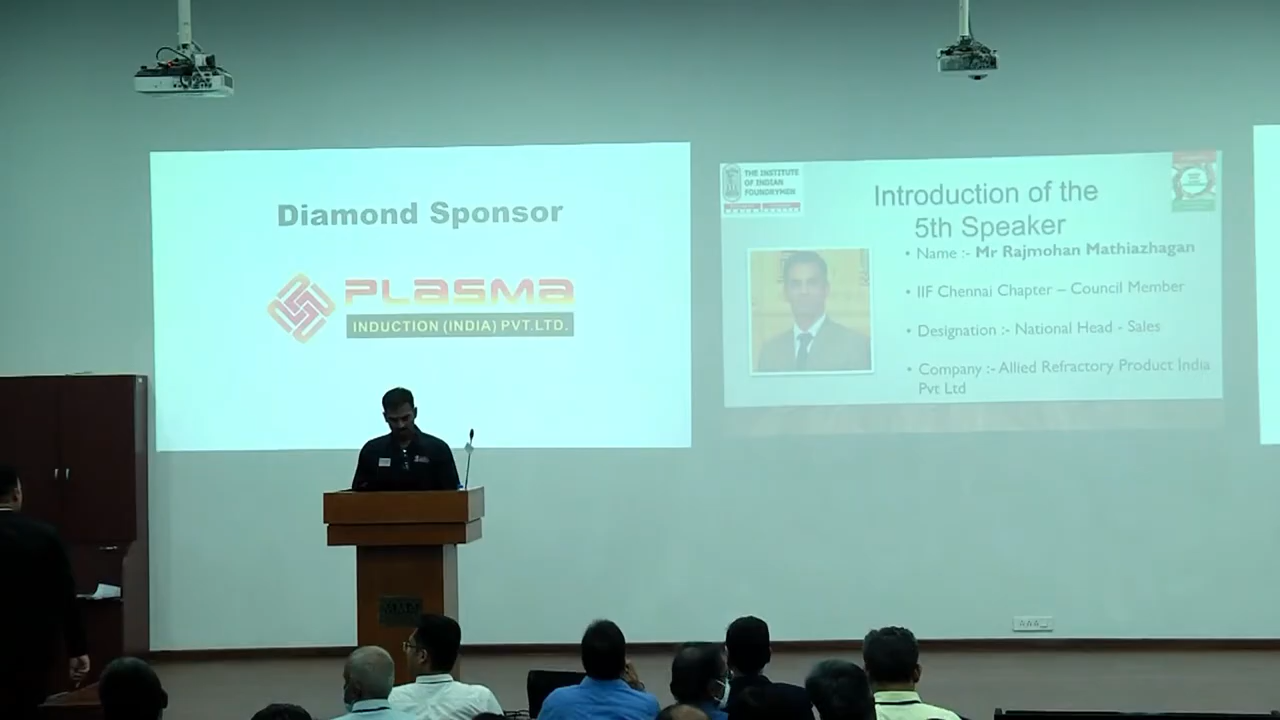 Diamond Sponsor
PLASMA
INDUCTION (INDIA) PVT.LTD.
THE INSTITUTE
OF INDIAN
FOUNDRYMEN
Introduction of the
5th Speaker
• Name :- Mr Rajmohan Mathiazhagan
• IIF Chennai Chapter – Council Member
• Designation :- National Head - Sales
• Company :- Allied Refractory Product India
Pvt Ltd